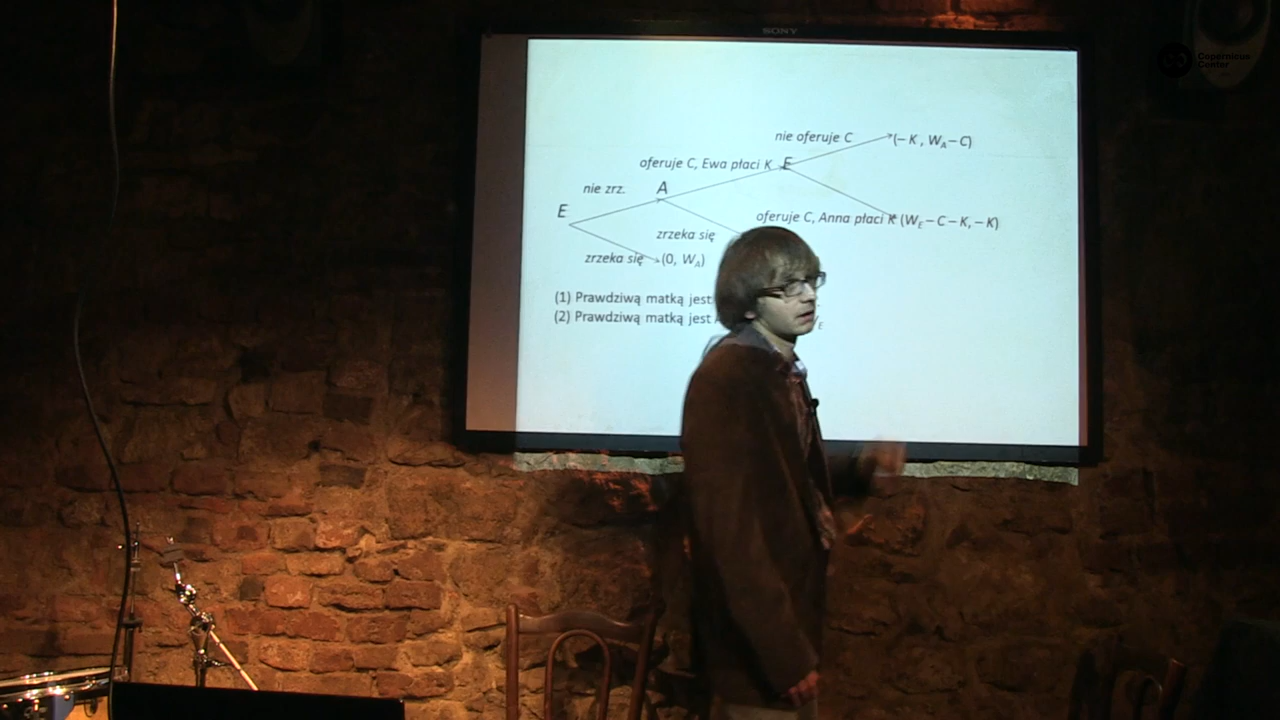 SONY
Copernicus
Center
nie oferuje C
(– K , W_A – C)
oferuje C, Ewa płaci K E
nie zrz. A
E
oferuje C, Anna płaci K (W_E – C – K, – K)
zrzeka się
zrzeka się (0, W_A)
(1) Prawdziwą matką jest
(2) Prawdziwą matką jest